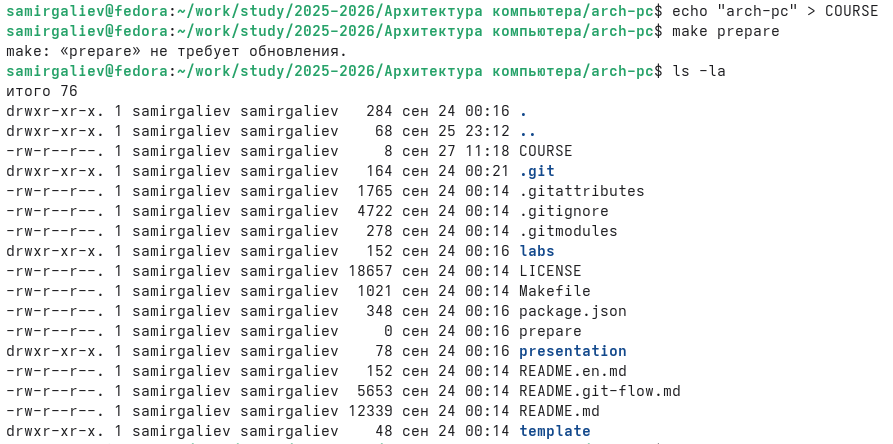 samirgaliev@fedora:~/work/study/2025-2026/Архитектура компьютера/arch-pc$ echo "arch-pc" > COURSE
samirgaliev@fedora:~/work/study/2025-2026/Архитектура компьютера/arch-pc$ make prepare
make: «prepare» не требует обновления.
samirgaliev@fedora:~/work/study/2025-2026/Архитектура компьютера/arch-pc$ ls -la
итого 76
drwxr-xr-x. 1 samirgaliev samirgaliev   284 сен 24 00:16 .
drwxr-xr-x. 1 samirgaliev samirgaliev    68 сен 25 23:12 ..
-rw-r--r--. 1 samirgaliev samirgaliev     8 сен 27 11:18 COURSE
drwxr-xr-x. 1 samirgaliev samirgaliev   164 сен 24 00:21 .git
-rw-r--r--. 1 samirgaliev samirgaliev  1765 сен 24 00:14 .gitattributes
-rw-r--r--. 1 samirgaliev samirgaliev  4722 сен 24 00:14 .gitignore
-rw-r--r--. 1 samirgaliev samirgaliev   278 сен 24 00:14 .gitmodules
drwxr-xr-x. 1 samirgaliev samirgaliev   152 сен 24 00:16 labs
-rw-r--r--. 1 samirgaliev samirgaliev 18657 сен 24 00:14 LICENSE
-rw-r--r--. 1 samirgaliev samirgaliev  1021 сен 24 00:14 Makefile
-rw-r--r--. 1 samirgaliev samirgaliev   348 сен 24 00:16 package.json
-rw-r--r--. 1 samirgaliev samirgaliev     0 сен 24 00:16 prepare
drwxr-xr-x. 1 samirgaliev samirgaliev    78 сен 24 00:16 presentation
-rw-r--r--. 1 samirgaliev samirgaliev   152 сен 24 00:14 README.en.md
-rw-r--r--. 1 samirgaliev samirgaliev  5653 сен 24 00:14 README.git-flow.md
-rw-r--r--. 1 samirgaliev samirgaliev 12339 сен 24 00:14 README.md
drwxr-xr-x. 1 samirgaliev samirgaliev    48 сен 24 00:14 template